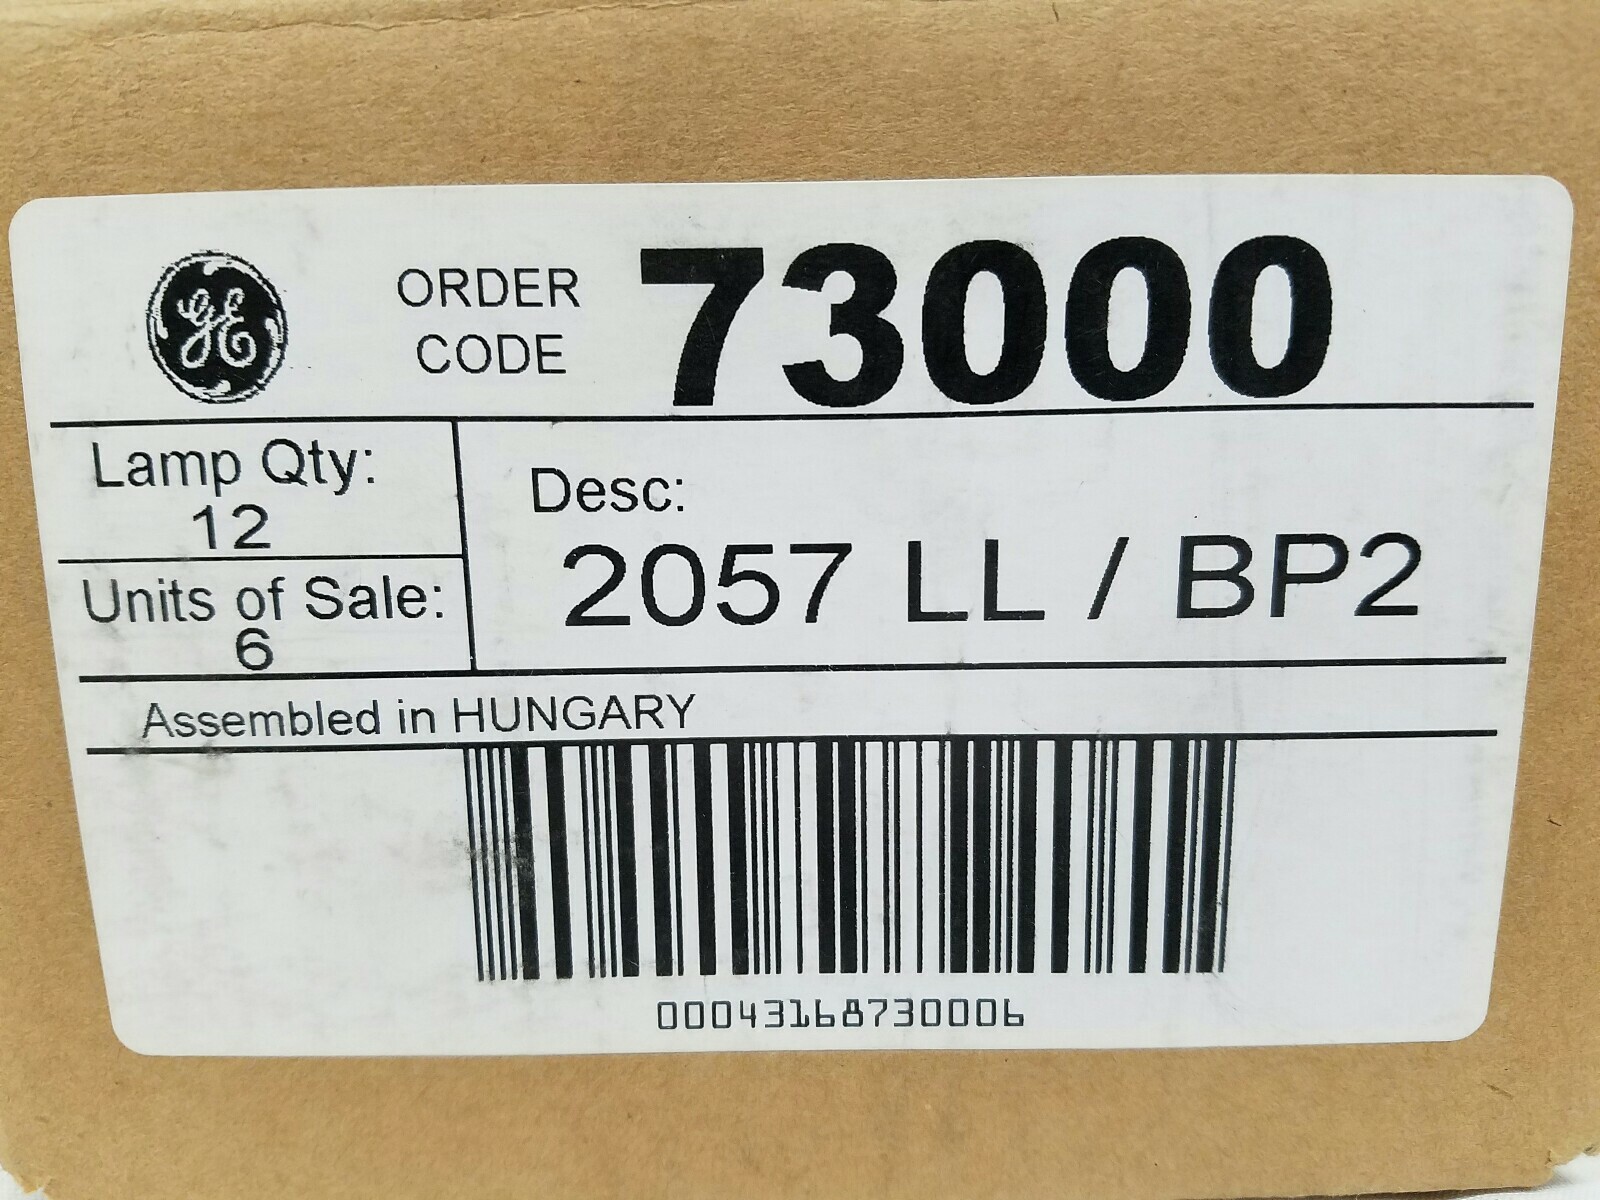 GE
ORDER CODE 73000
Lamp Qty:
12
Units of Sale:
6
Desc:
2057 LL / BP2
Assembled in HUNGARY
00043168730006